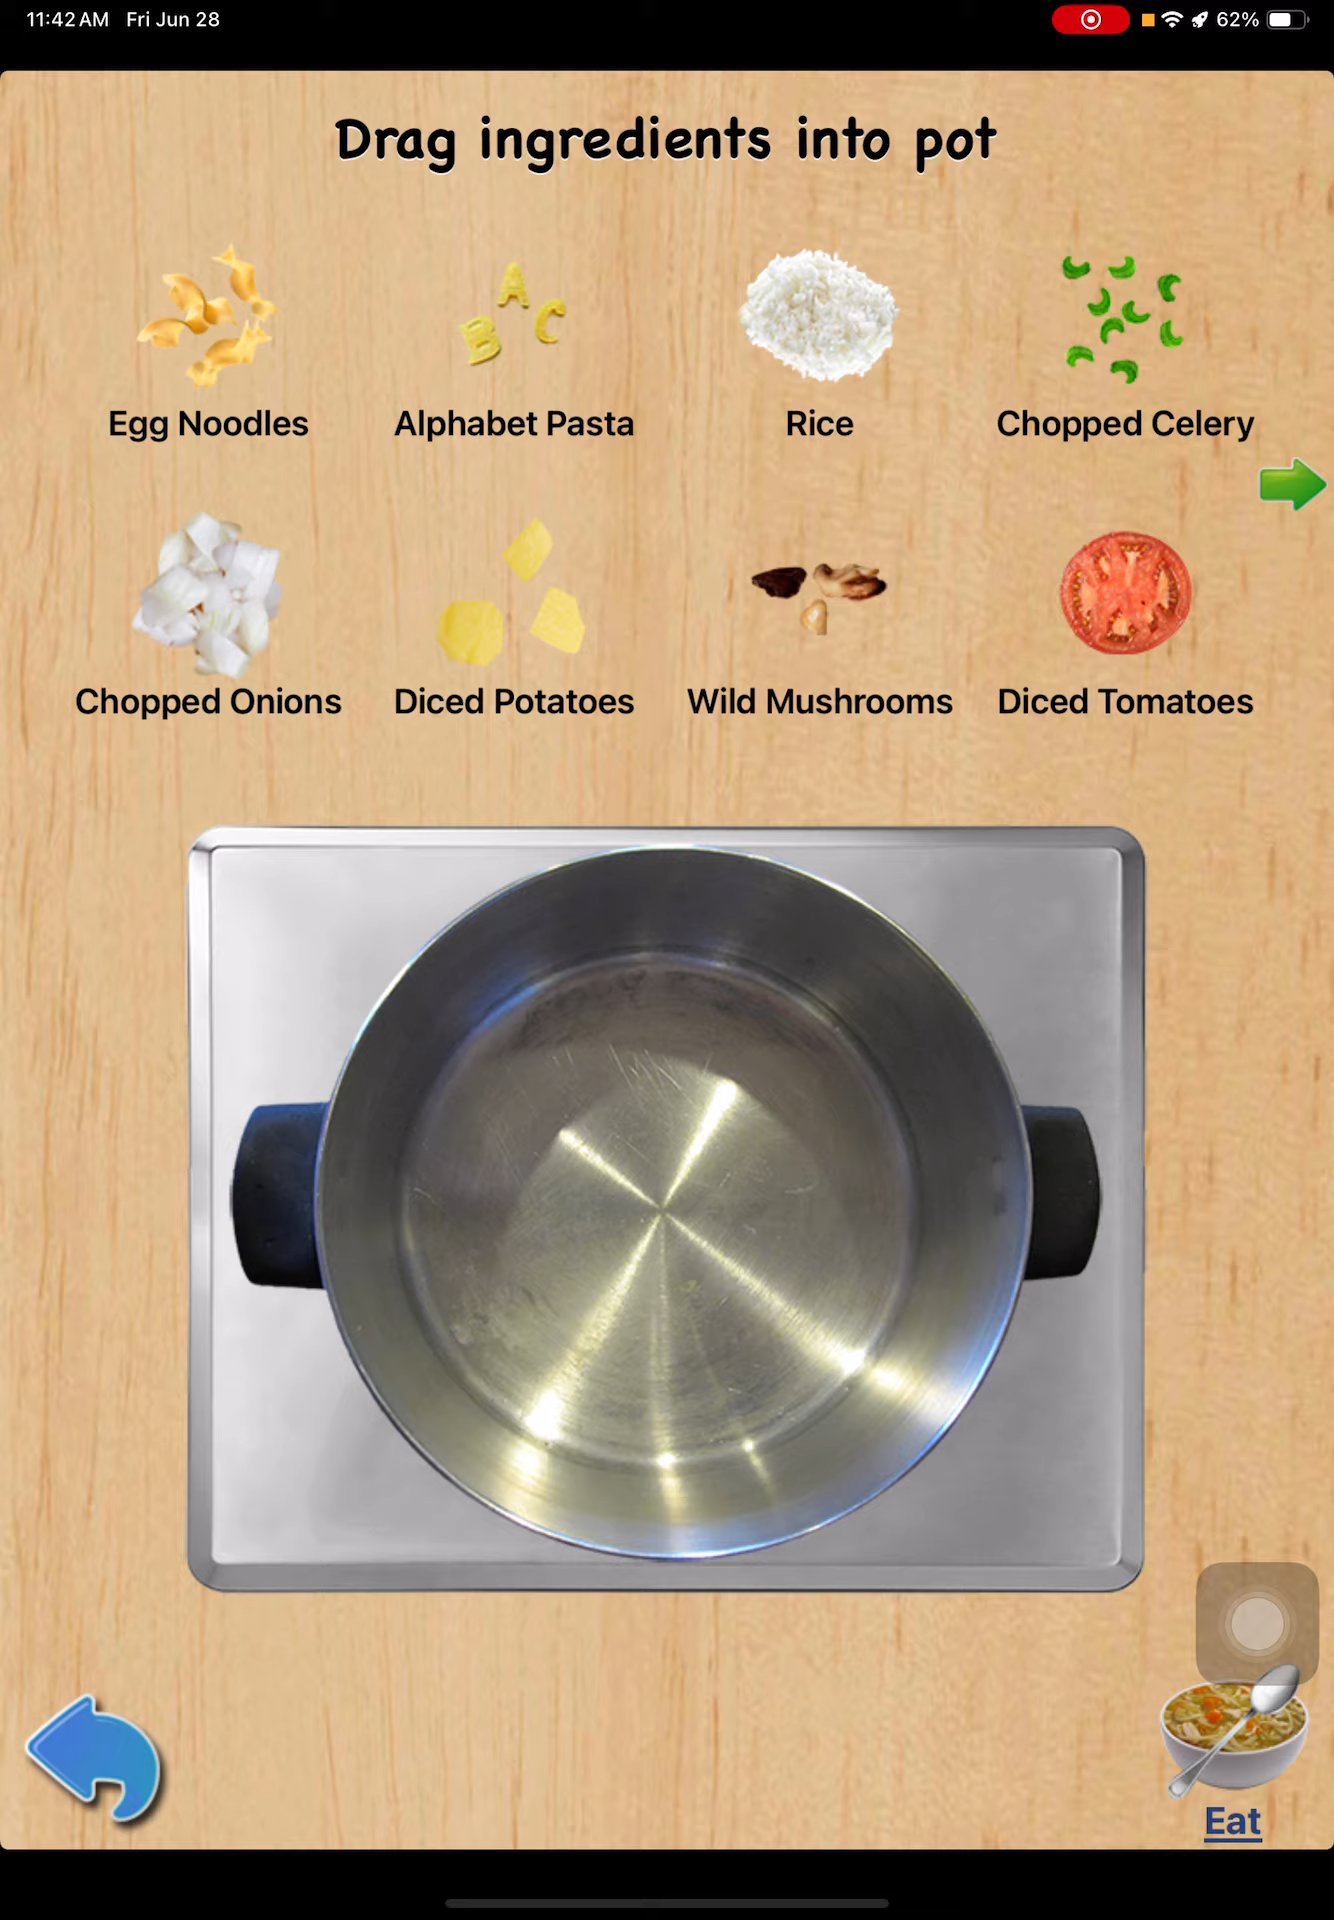 11:42 AM Fri Jun 28 62%
Drag ingredients into pot
Egg Noodles Alphabet Pasta Rice Chopped Celery
Chopped Onions Diced Potatoes Wild Mushrooms Diced Tomatoes
Eat